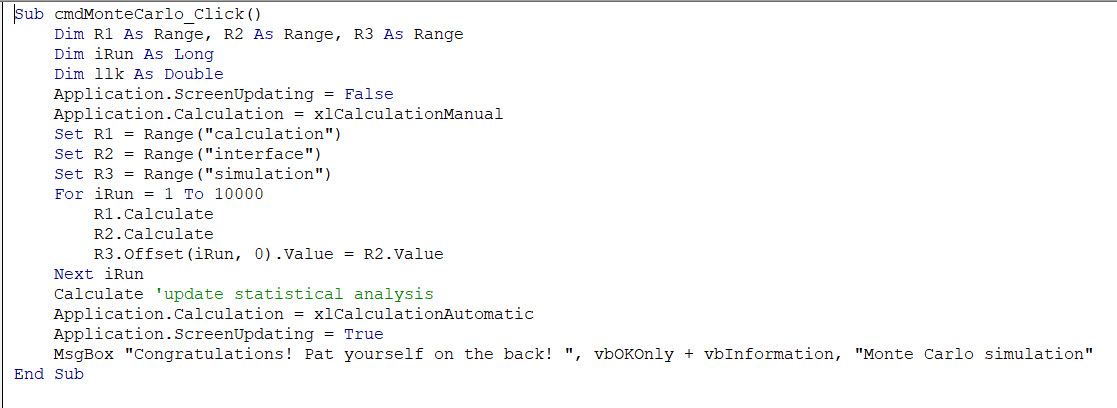 Sub cmdMonteCarlo_Click()
    Dim R1 As Range, R2 As Range, R3 As Range
    Dim iRun As Long
    Dim llk As Double
    Application.ScreenUpdating = False
    Application.Calculation = xlCalculationManual
    Set R1 = Range("calculation")
    Set R2 = Range("interface")
    Set R3 = Range("simulation")
    For iRun = 1 To 10000
        R1.Calculate
        R2.Calculate
        R3.Offset(iRun, 0).Value = R2.Value
    Next iRun
    Calculate 'update statistical analysis
    Application.Calculation = xlCalculationAutomatic
    Application.ScreenUpdating = True
    MsgBox "Congratulations! Pat yourself on the back! ", vbOKOnly + vbInformation, "Monte Carlo simulation"
End Sub